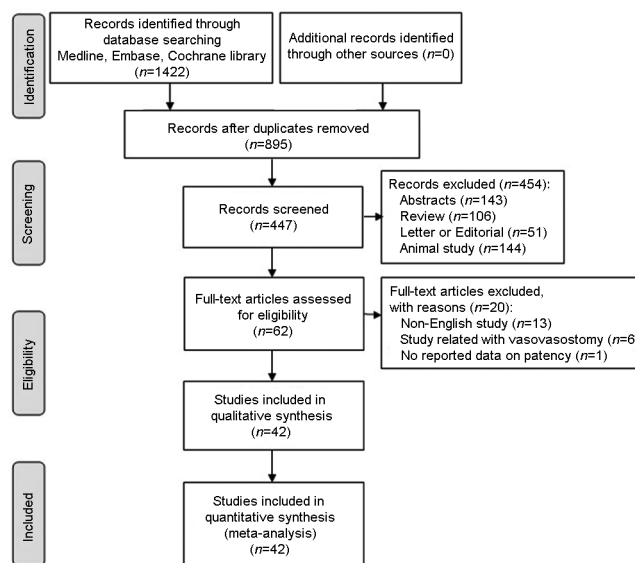 Identification
Records identified through
database searching
Medline, Embase, Cochrane library
(n=1422)
Additional records identified
through other sources (n=0)
Records after duplicates removed
(n=895)
Screening
Records screened
(n=447)
Records excluded (n=454):
Abstracts (n=143)
Review (n=106)
Letter or Editorial (n=51)
Animal study (n=144)
Eligibility
Full-text articles assessed
for eligibility
(n=62)
Full-text articles excluded,
with reasons (n=20):
Non-English study (n=13)
Study related with vasovasostomy (n=6
No reported data on patency (n=1)
Studies included in
qualitative synthesis
(n=42)
Included
Studies included in
quantitative synthesis
(meta-analysis)
(n=42)